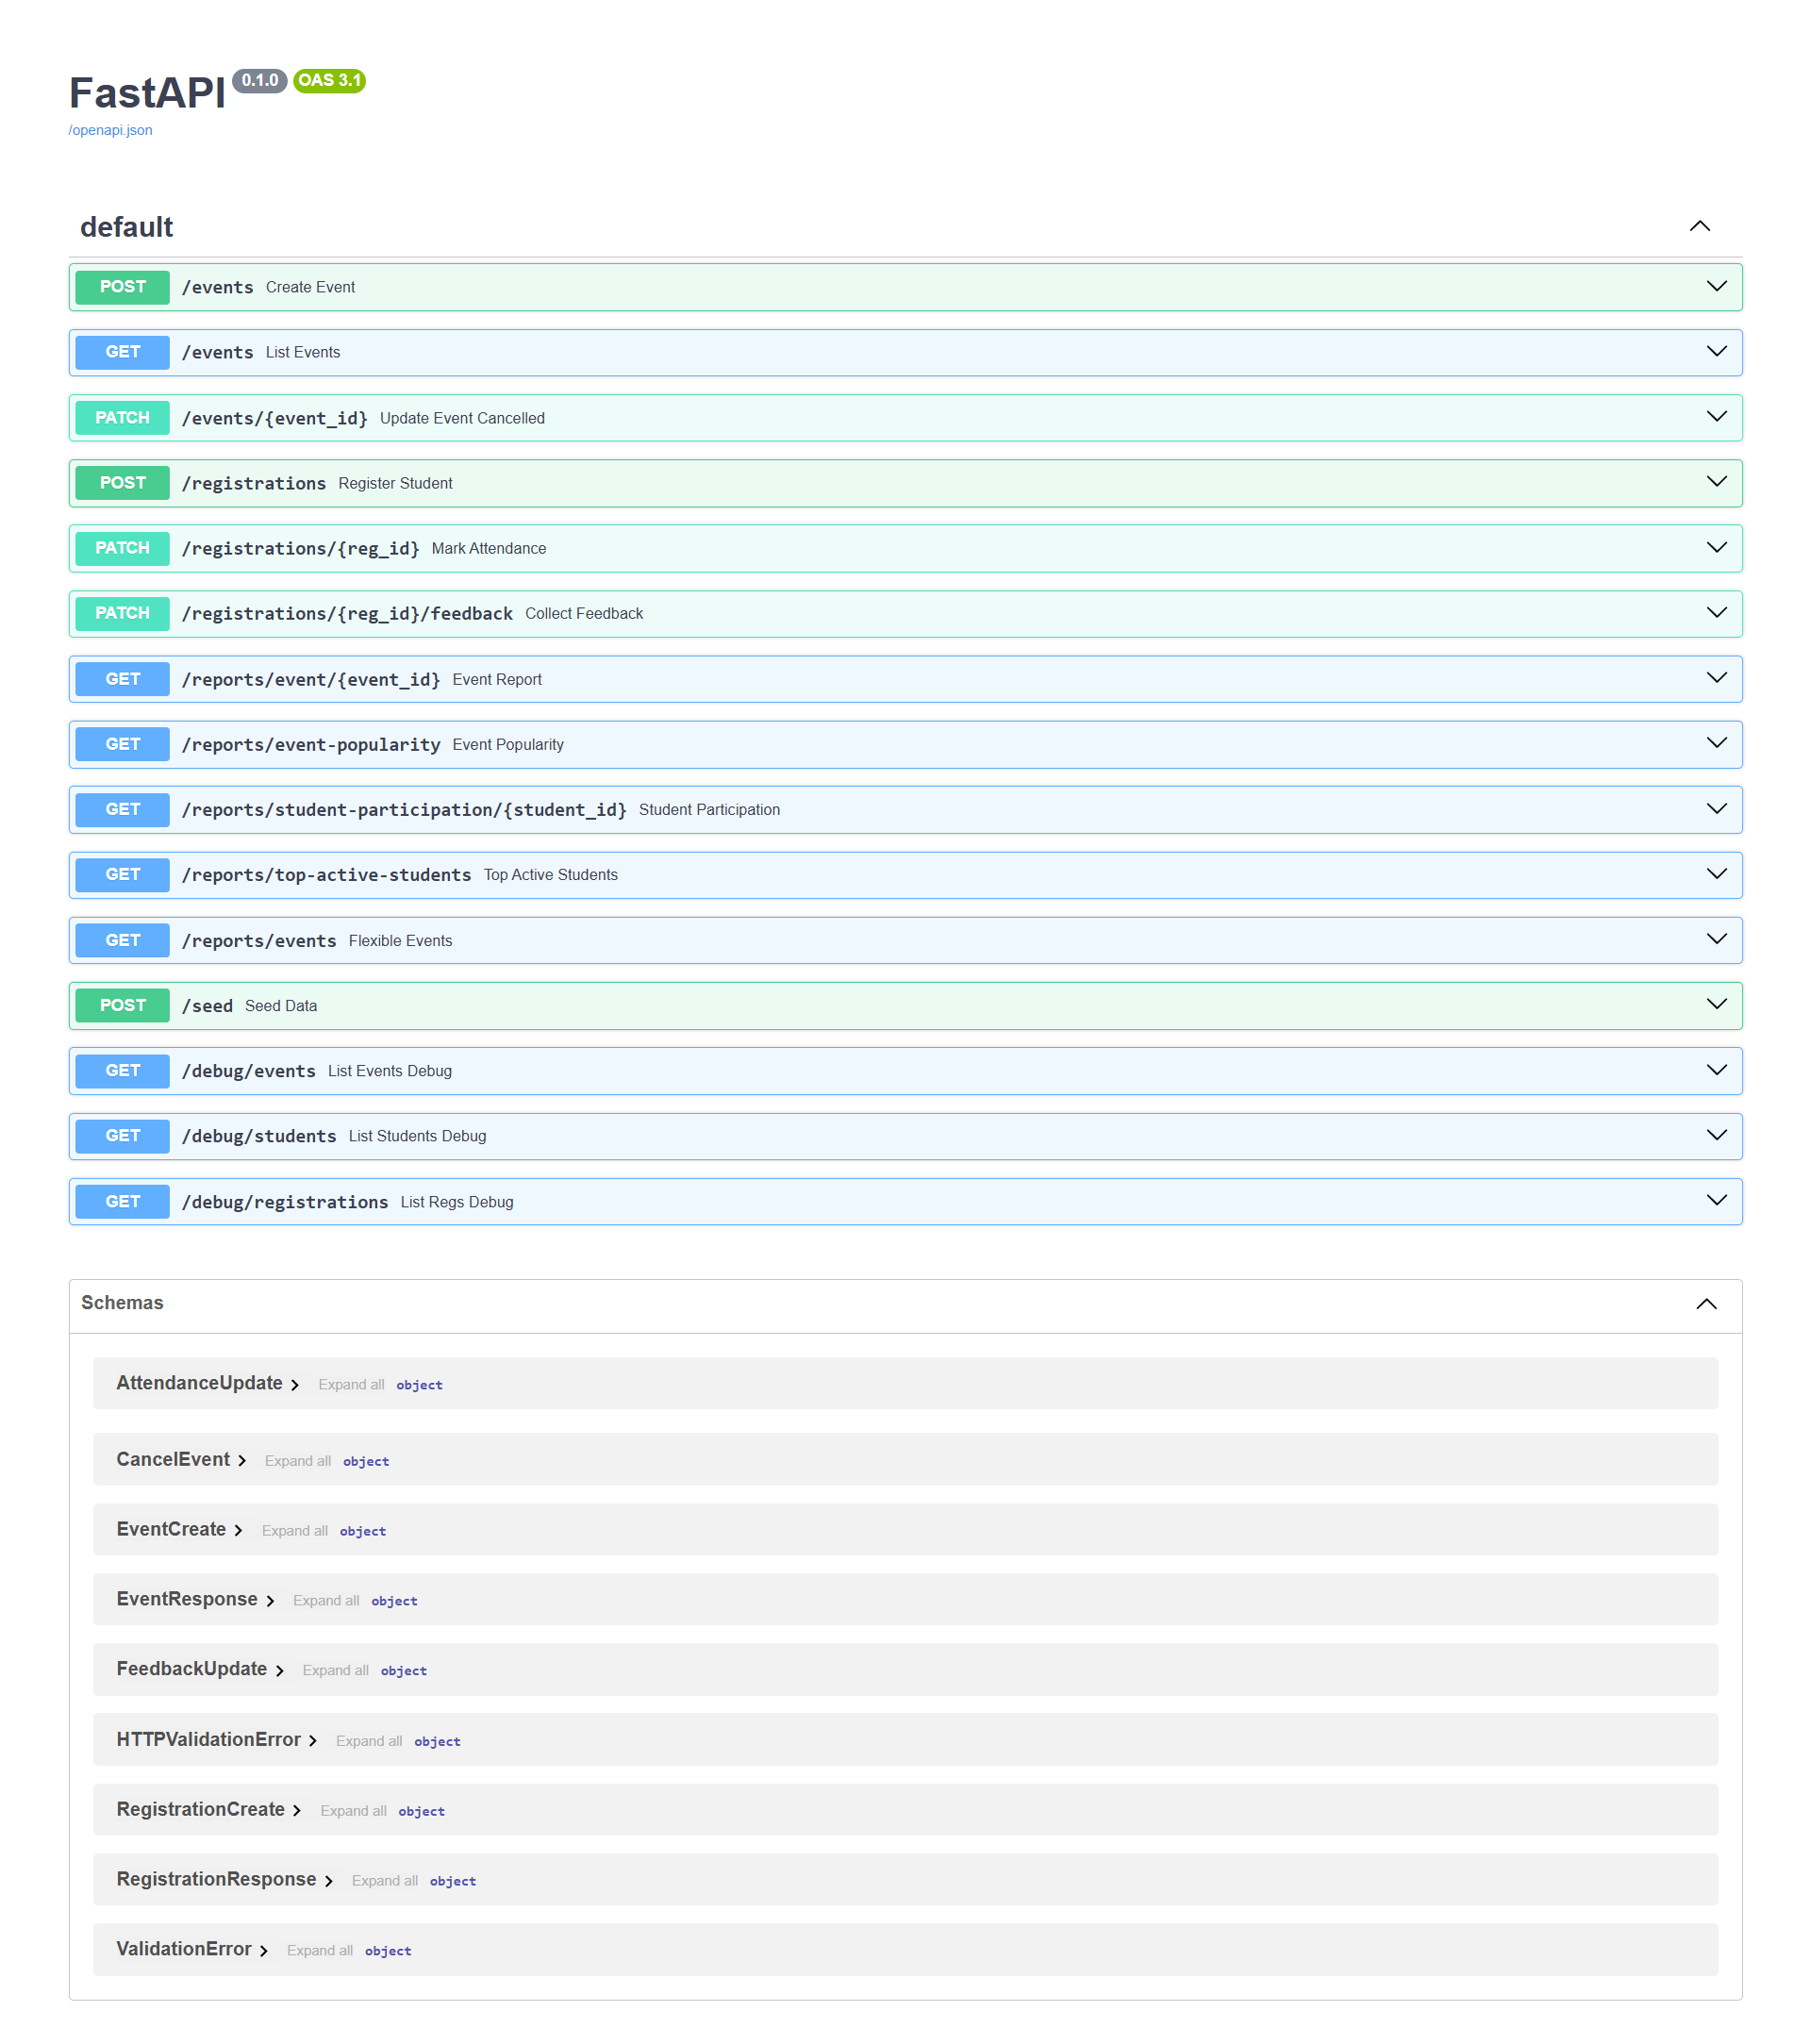 FastAPI 0.1.0 OAS 3.1
/openapi.json
default
POST /events Create Event
GET /events List Events
PATCH /events/{event_id} Update Event Cancelled
POST /registrations Register Student
PATCH /registrations/{reg_id} Mark Attendance
PATCH /registrations/{reg_id}/feedback Collect Feedback
GET /reports/event/{event_id} Event Report
GET /reports/event-popularity Event Popularity
GET /reports/student-participation/{student_id} Student Participation
GET /reports/top-active-students Top Active Students
GET /reports/events Flexible Events
POST /seed Seed Data
GET /debug/events List Events Debug
GET /debug/students List Students Debug
GET /debug/registrations List Regs Debug
Schemas
AttendanceUpdate Expand all object
CancelEvent Expand all object
EventCreate Expand all object
EventResponse Expand all object
FeedbackUpdate Expand all object
HTTPValidationError Expand all object
RegistrationCreate Expand all object
RegistrationResponse Expand all object
ValidationError Expand all object